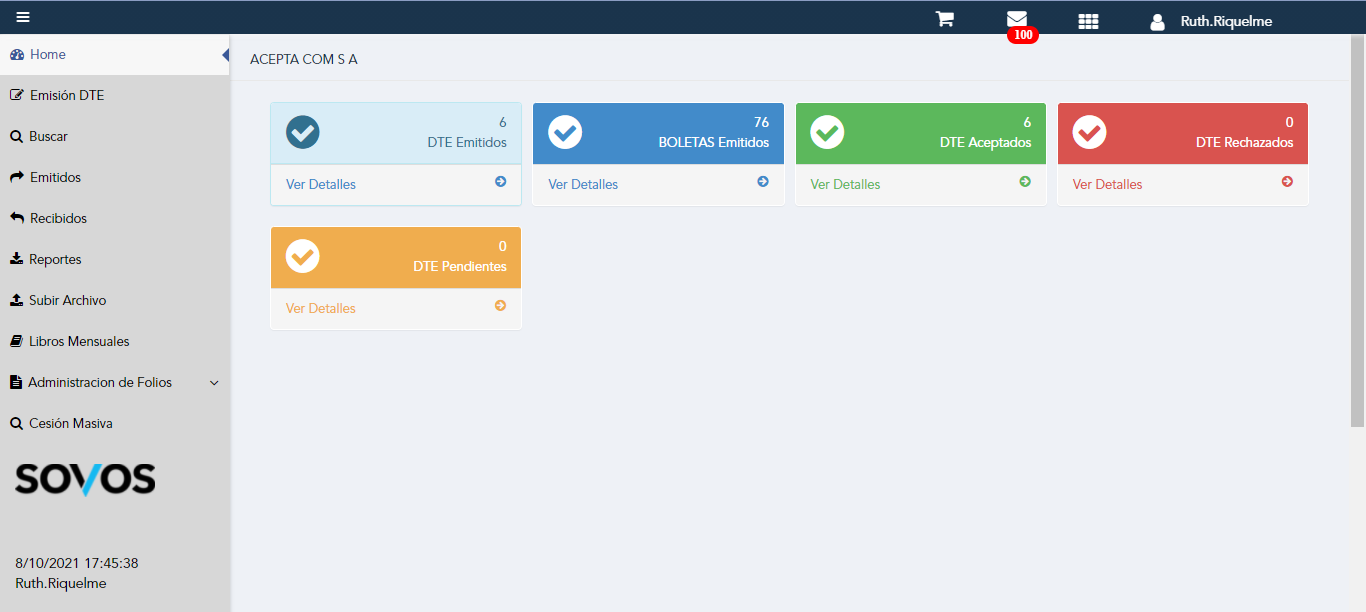 100
Ruth.Riquelme
Home
Emisión DTE
Buscar
Emitidos
Recibidos
Reportes
Subir Archivo
Libros Mensuales
Administracion de Folios
Cesión Masiva
SOVOS
8/10/2021 17:45:38
Ruth.Riquelme
ACEPTA COM S A
6
DTE Emitidos
Ver Detalles
76
BOLETAS Emitidos
Ver Detalles
6
DTE Aceptados
Ver Detalles
0
DTE Rechazados
Ver Detalles
0
DTE Pendientes
Ver Detalles